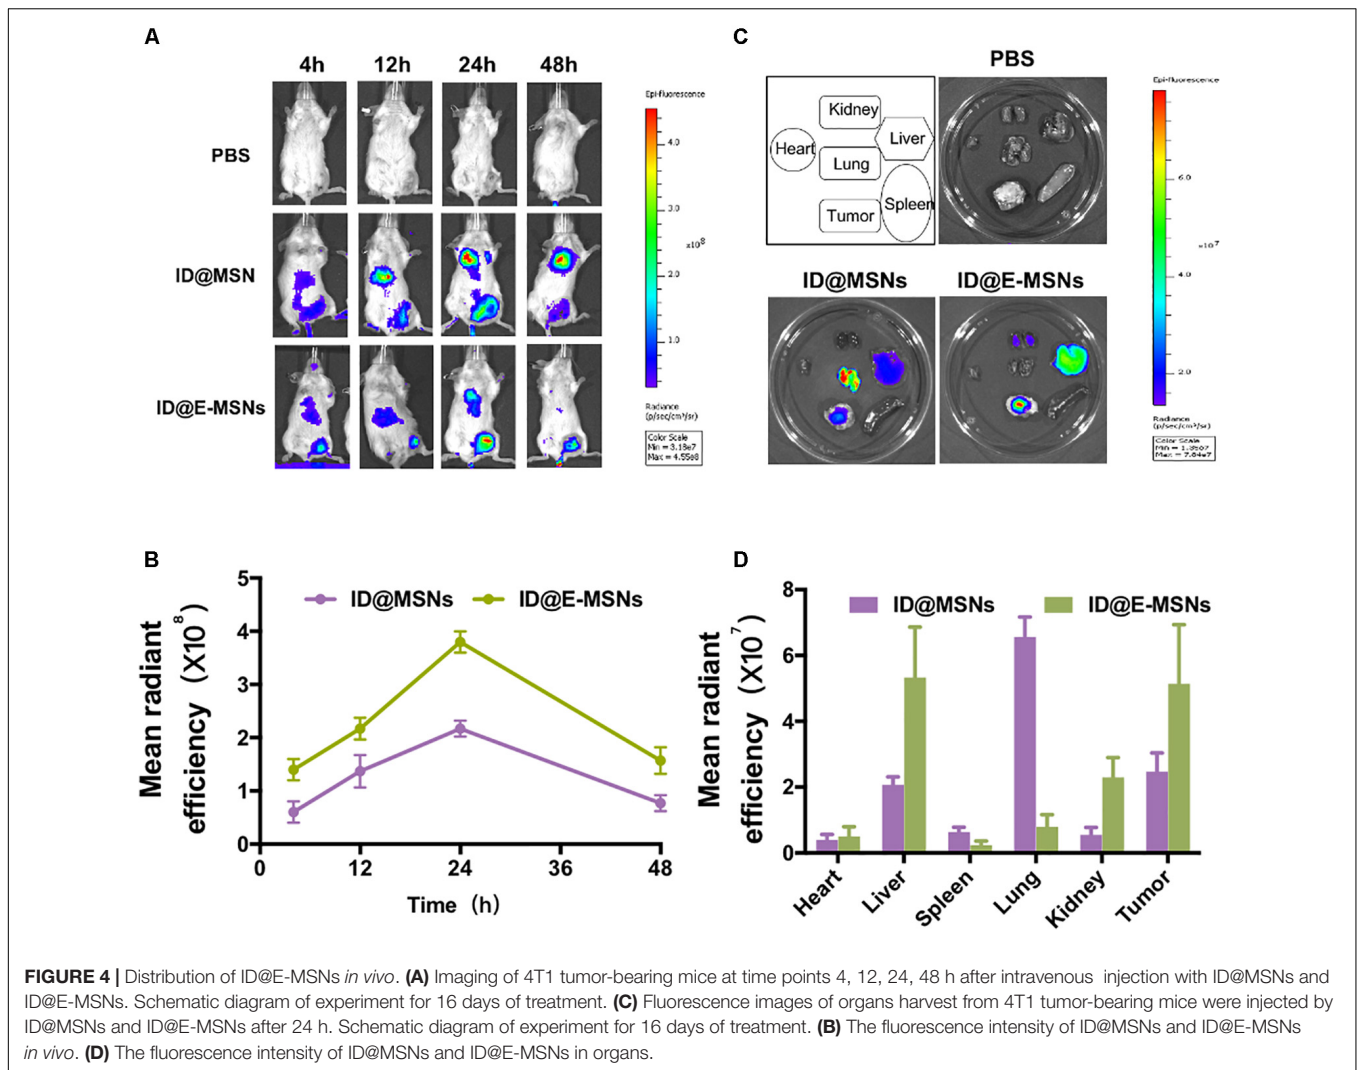 A
4h 12h 24h 48h
PBS
ID@MSN
ID@E-MSNs
Epi-fluorescence
4.0
3.0
x10⁸
2.0
1.0
Radiance
(p/sec/cm²/sr)
Color Scale
Min = 3.18e7
Max = 4.55e8
C
PBS
Kidney
Heart
Liver
Lung
Spleen
Tumor
ID@MSNs ID@E-MSNs
Epi-fluorescence
6.0
x10⁷
4.0
2.0
Radiance
(p/sec/cm²/sr)
Color Scale
Max = 7.84e7
B
ID@MSNs ID@E-MSNs
Mean radiant
efficiency (X10⁸)
5
4
3
2
1
0
0 12 24 36 48
Time (h)
D
ID@MSNs ID@E-MSNs
Mean radiant
efficiency (X10⁷)
8
6
4
2
0
Heart Liver Spleen Lung Kidney Tumor
FIGURE 4 | Distribution of ID@E-MSNs in vivo. (A) Imaging of 4T1 tumor-bearing mice at time points 4, 12, 24, 48 h after intravenous injection with ID@MSNs and
ID@E-MSNs. Schematic diagram of experiment for 16 days of treatment. (C) Fluorescence images of organs harvest from 4T1 tumor-bearing mice were injected by
ID@MSNs and ID@E-MSNs after 24 h. Schematic diagram of experiment for 16 days of treatment. (B) The fluorescence intensity of ID@MSNs and ID@E-MSNs
in vivo. (D) The fluorescence intensity of ID@MSNs and ID@E-MSNs in organs.